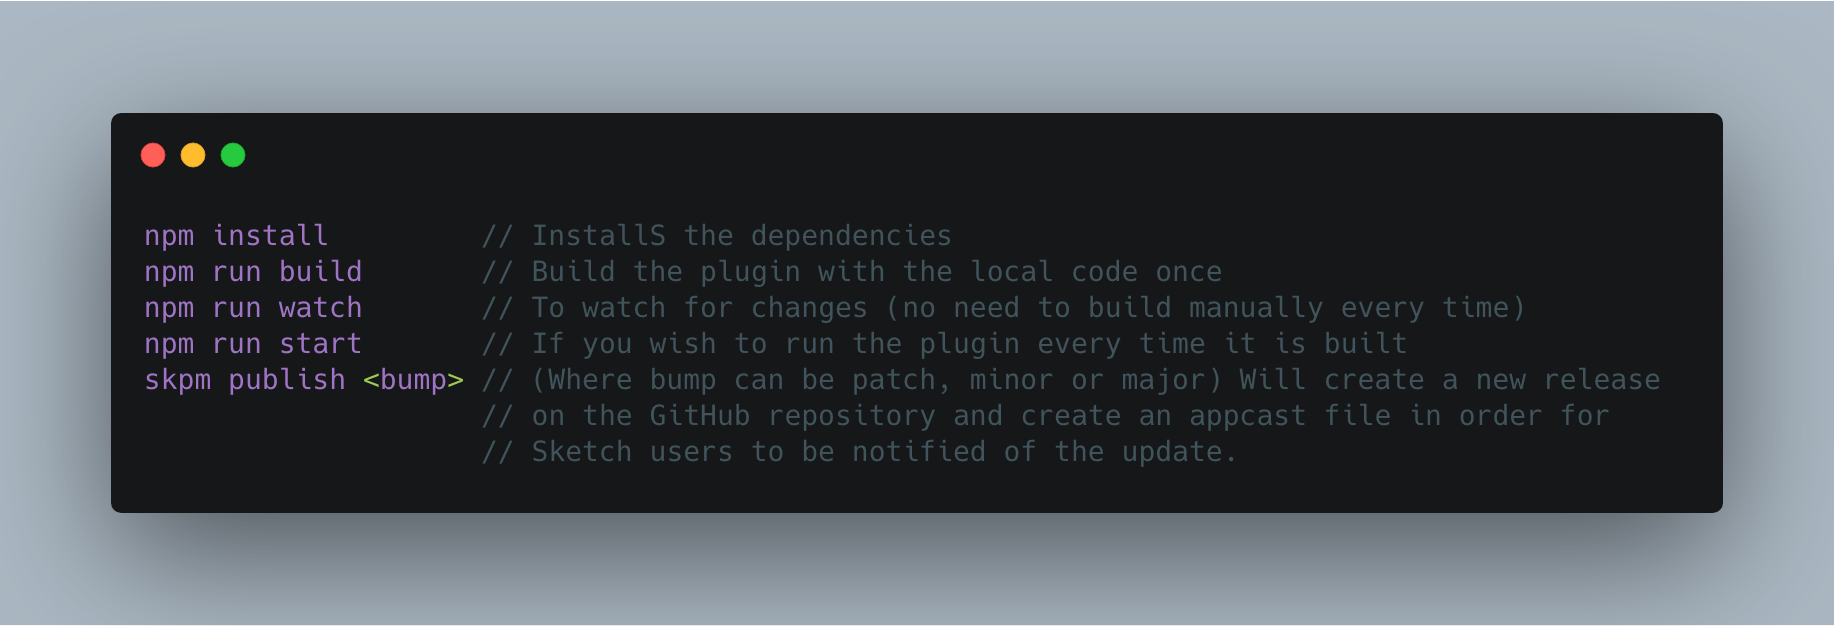 npm install // InstallS the dependencies
npm run build // Build the plugin with the local code once
npm run watch // To watch for changes (no need to build manually every time)
npm run start // If you wish to run the plugin every time it is built
skpm publish <bump> // (Where bump can be patch, minor or major) Will create a new release
// on the GitHub repository and create an appcast file in order for
// Sketch users to be notified of the update.